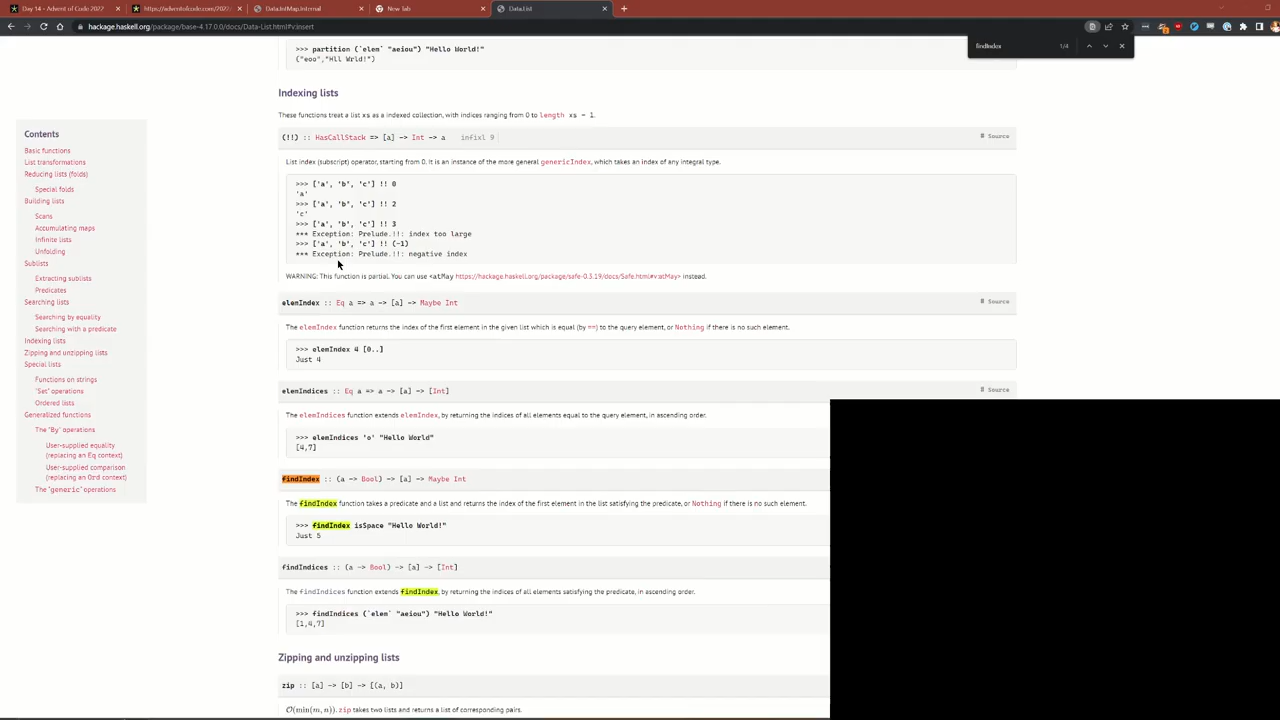 Day 14 - Advent of Code 2022
https://adventofcode.com/2022/
Data.IntMap.Internal
New Tab
Data.List
hackage.haskell.org/package/base-4.17.0.0/docs/Data-List.html#v:insert
findIndex
1/4
>>> partition (`elem` "aeiou") "Hello World!"
("eoo","Hll Wrld!")
Indexing lists
These functions treat a list xs as a indexed collection, with indices ranging from 0 to length xs - 1.
(!!) :: HasCallStack => [a] -> Int -> a infixl 9
# Source
List index (subscript) operator, starting from 0. It is an instance of the more general genericIndex, which takes an index of any integral type.
>>> ['a', 'b', 'c'] !! 0
'a'
>>> ['a', 'b', 'c'] !! 2
'c'
>>> ['a', 'b', 'c'] !! 3
*** Exception: Prelude.!!: index too large
>>> ['a', 'b', 'c'] !! (-1)
*** Exception: Prelude.!!: negative index
WARNING: This function is partial. You can use <atMay https://hackage.haskell.org/package/safe-0.3.19/docs/Safe.html#v:atMay> instead.
elemIndex :: Eq a => a -> [a] -> Maybe Int
# Source
The elemIndex function returns the index of the first element in the given list which is equal (by ==) to the query element, or Nothing if there is no such element.
>>> elemIndex 4 [0..]
Just 4
elemIndices :: Eq a => a -> [a] -> [Int]
# Source
The elemIndices function extends elemIndex, by returning the indices of all elements equal to the query element, in ascending order.
>>> elemIndices 'o' "Hello World"
[4,7]
findIndex :: (a -> Bool) -> [a] -> Maybe Int
The findIndex function takes a predicate and a list and returns the index of the first element in the list satisfying the predicate, or Nothing if there is no such element.
>>> findIndex isSpace "Hello World!"
Just 5
findIndices :: (a -> Bool) -> [a] -> [Int]
The findIndices function extends findIndex, by returning the indices of all elements satisfying the predicate, in ascending order.
>>> findIndices (`elem` "aeiou") "Hello World!"
[1,4,7]
Zipping and unzipping lists
zip :: [a] -> [b] -> [(a, b)]
O(min(m, n)). zip takes two lists and returns a list of corresponding pairs.
Contents
Basic functions
List transformations
Reducing lists (folds)
Special folds
Building lists
Scans
Accumulating maps
Infinite lists
Unfolding
Sublists
Extracting sublists
Predicates
Searching lists
Searching by equality
Searching with a predicate
Indexing lists
Zipping and unzipping lists
Special lists
Functions on strings
"Set" operations
Ordered lists
Generalized functions
The "By" operations
User-supplied equality
(replacing an Eq context)
User-supplied comparison
(replacing an Ord context)
The "generic" operations